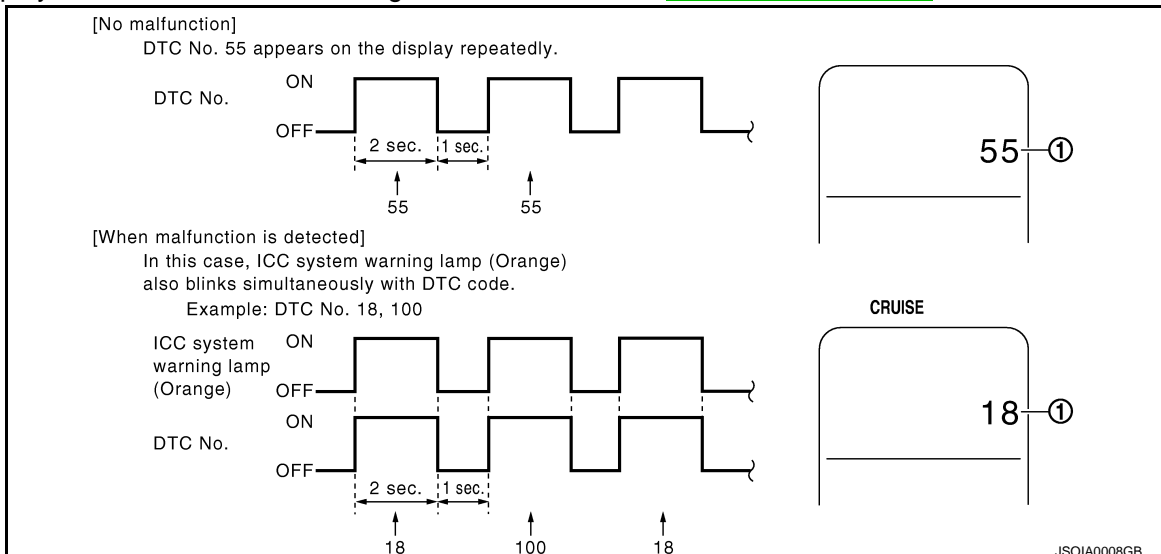 [No malfunction]
DTC No. 55 appears on the display repeatedly.
DTC No.
ON
OFF
2 sec.
1 sec.
55
55
55
①
[When malfunction is detected]
In this case, ICC system warning lamp (Orange)
also blinks simultaneously with DTC code.
Example: DTC No. 18, 100
ICC system
warning lamp
(Orange)
ON
OFF
DTC No.
ON
OFF
2 sec.
1 sec.
18
100
18
CRUISE
18
①
JSOIA0008GB